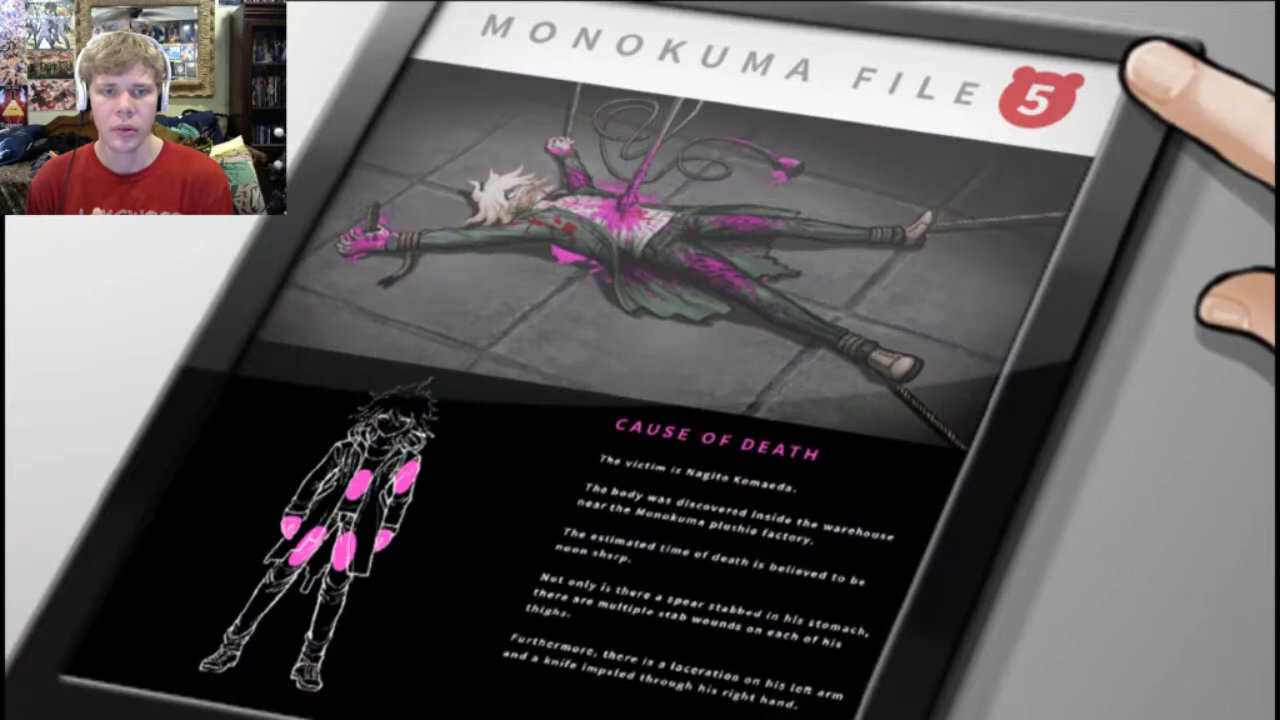 MONOKUMA FILE 5
CAUSE OF DEATH
The victim is Nagito Komaeda.
The body was discovered inside the warehouse
near the Monokuma plushie factory.
The estimated time of death is believed to be
noon sharp.
Not only is there a spear stabbed in his stomach,
there are multiple stab wounds on each of his
thighs.
Furthermore, there is a laceration on his left arm
and a knife impaled through his right hand.